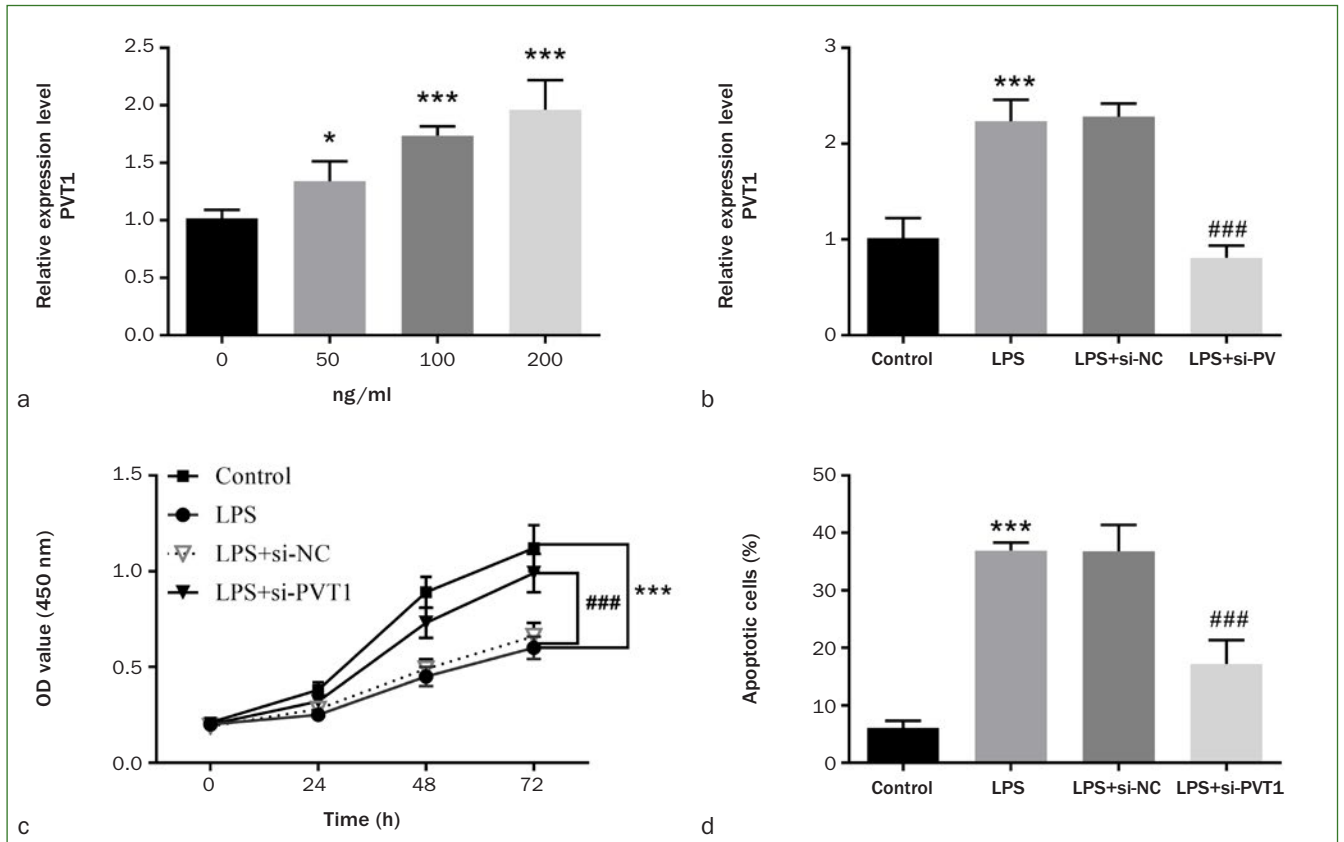 2.5
2.0
1.5
1.0
0.5
0.0
Relative expression level
PVT1
*
***
***
0 50 100 200
ng/ml
a
3
2
1
0
Relative expression level
PVT1
***
###
Control LPS LPS+si-NC LPS+si-PV
b
1.5
1.0
0.5
0.0
OD value (450 nm)
Control
LPS
LPS+si-NC
LPS+si-PVT1
### ***
0 24 48 72
Time (h)
c
50
40
30
20
10
0
Apoptotic cells (%)
***
###
Control LPS LPS+si-NC LPS+si-PVT1
d